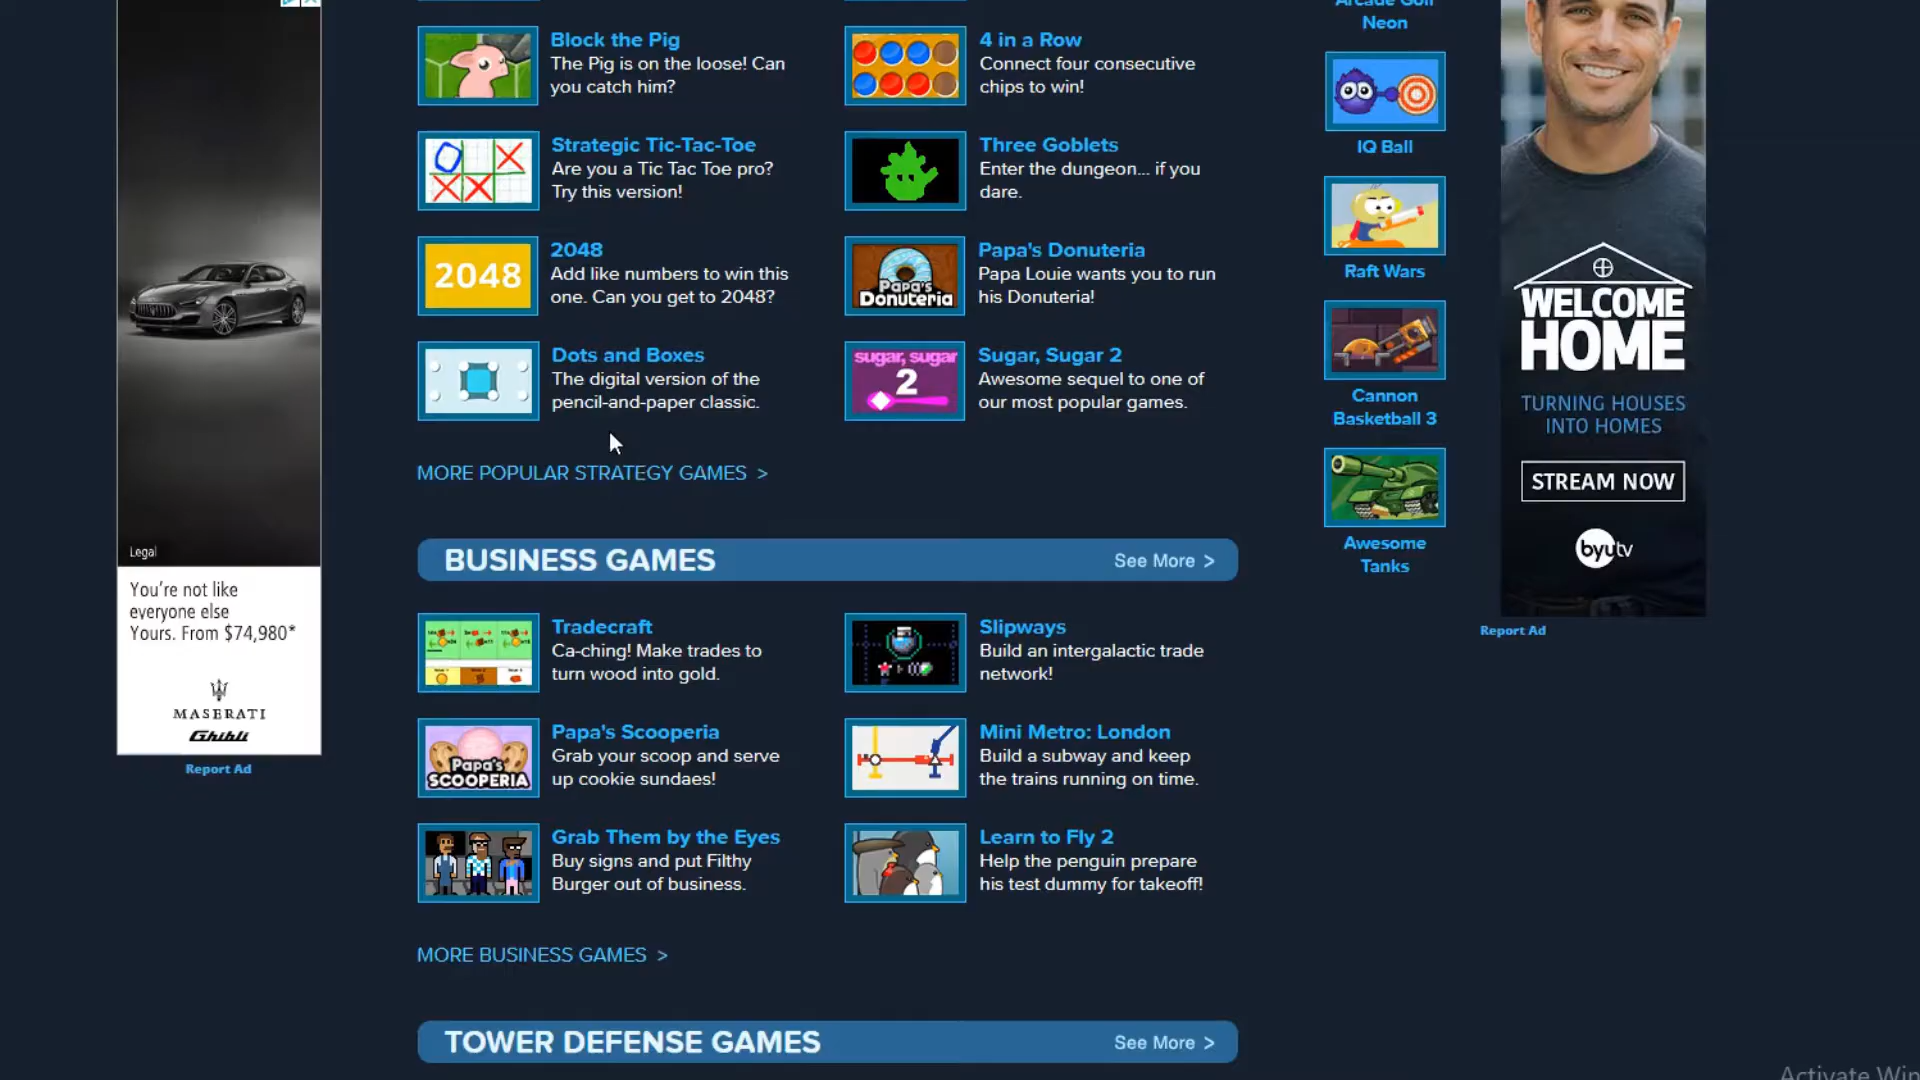 Legal
You're not like
everyone else
Yours. From $74,980*
MASERATI
Ghibli
Report Ad
Block the Pig
The Pig is on the loose! Can
you catch him?
4 in a Row
Connect four consecutive
chips to win!
Strategic Tic-Tac-Toe
Are you a Tic Tac Toe pro?
Try this version!
Three Goblets
Enter the dungeon... if you
dare.
2048
2048
Add like numbers to win this
one. Can you get to 2048?
Papa's
Donuteria
Papa's Donuteria
Papa Louie wants you to run
his Donuteria!
Dots and Boxes
The digital version of the
pencil-and-paper classic.
sugar, sugar
2
Sugar, Sugar 2
Awesome sequel to one of
our most popular games.
MORE POPULAR STRATEGY GAMES >
BUSINESS GAMES
See More >
Tradecraft
Ca-ching! Make trades to
turn wood into gold.
Slipways
Build an intergalactic trade
network!
Papa's
SCOOPERIA
Papa's Scooperia
Grab your scoop and serve
up cookie sundaes!
Mini Metro: London
Build a subway and keep
the trains running on time.
Grab Them by the Eyes
Buy signs and put Filthy
Burger out of business.
Learn to Fly 2
Help the penguin prepare
his test dummy for takeoff!
MORE BUSINESS GAMES >
TOWER DEFENSE GAMES
See More >
Arcade Golf
Neon
IQ Ball
Raft Wars
Cannon
Basketball 3
Awesome
Tanks
WELCOME
HOME
TURNING HOUSES
INTO HOMES
STREAM NOW
byutv
Report Ad
Activate Win